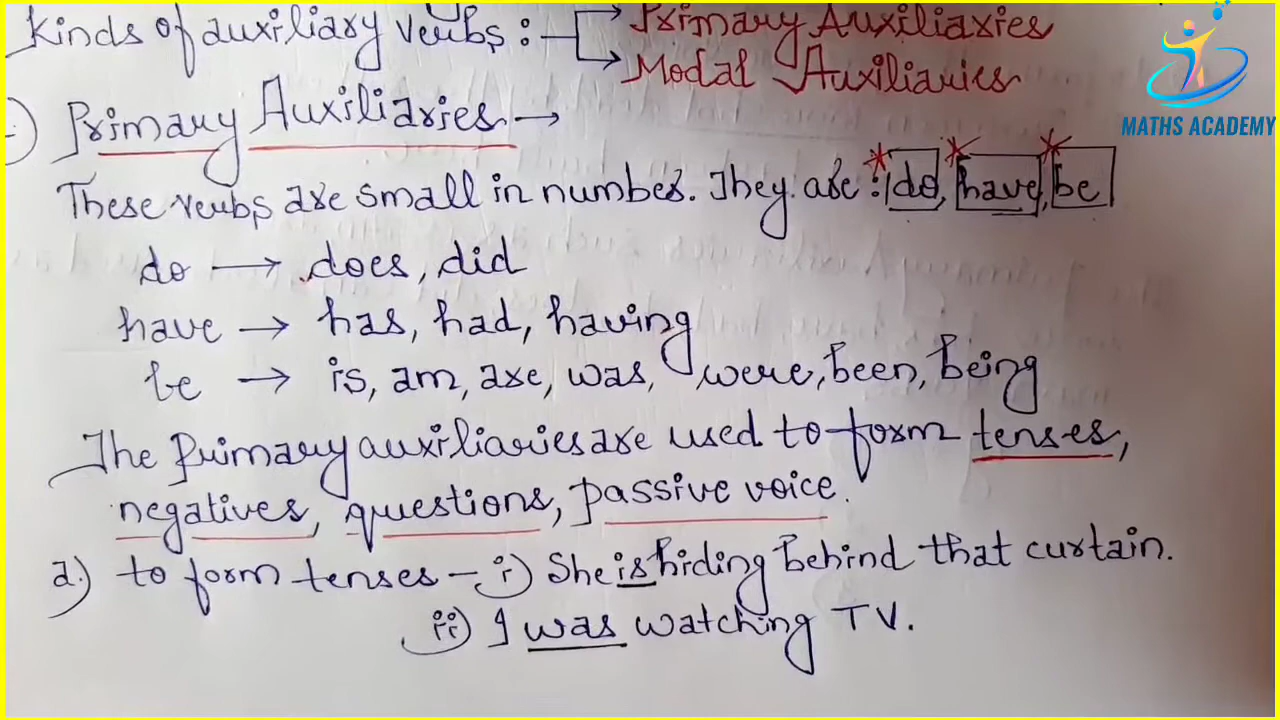 Kinds of auxiliary verbs : → Primary Auxiliaries
→ Modal Auxiliaries
MATHS ACADEMY
Primary Auxiliaries →
These verbs are small in number. They are : do, have, be
do → does, did
have → has, had, having
be → is, am, are, was, were, been, being
The primary auxiliaries are used to form tenses,
negatives, questions, passive voice.
a.) to form tenses – i) She is hiding behind that curtain.
ii) I was watching TV.